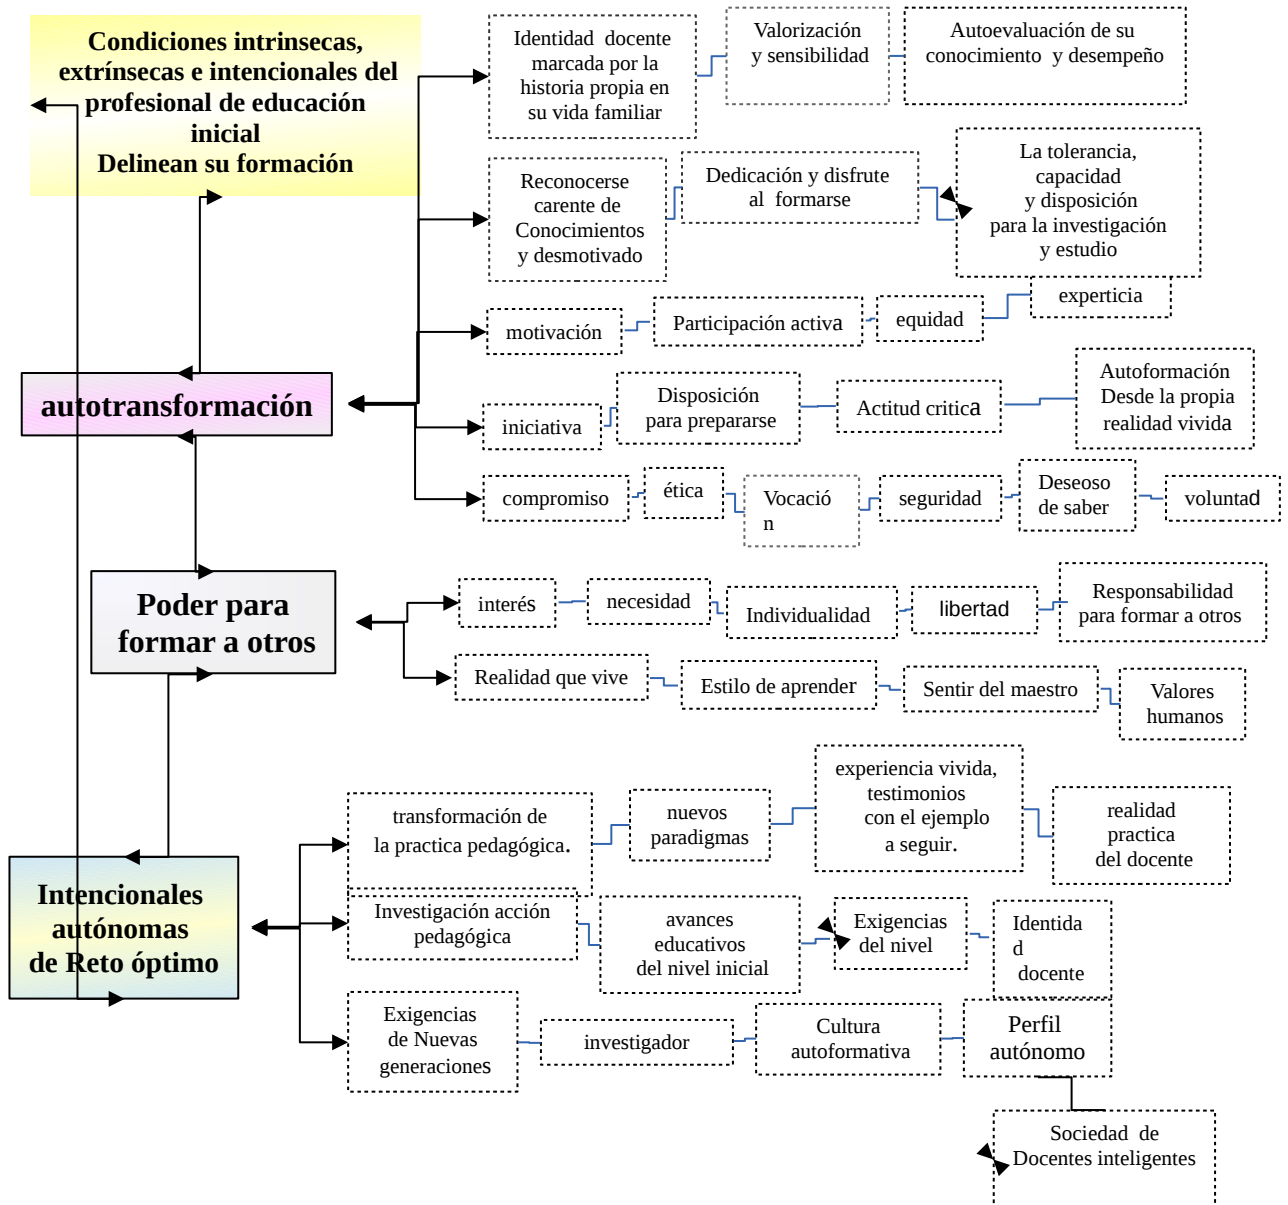 Condiciones intrinsecas,
extrínsecas e intencionales del
profesional de educación
inicial
Delinean su formación
Identidad docente
marcada por la
historia propia en
su vida familiar
Valorización
y sensibilidad
Autoevaluación de su
conocimiento y desempeño
Reconocerse
carente de
Conocimientos
y desmotivado
Dedicación y disfrute
al formarse
La tolerancia,
capacidad
y disposición
para la investigación
y estudio
motivación
Participación activa
equidad
experticia
autotransformación
iniciativa
Disposición
para prepararse
Actitud critica
Autoformación
Desde la propia
realidad vivida
compromiso
ética
Vocació
n
seguridad
Deseoso
de saber
voluntad
Poder para
formar a otros
interés
necesidad
Individualidad
libertad
Responsabilidad
para formar a otros
Realidad que vive
Estilo de aprender
Sentir del maestro
Valores
humanos
Intencionales
autónomas
de Reto óptimo
transformación de
la practica pedagógica.
nuevos
paradigmas
experiencia vivida,
testimonios
con el ejemplo
a seguir.
realidad
practica
del docente
Investigación acción
pedagógica
avances
educativos
del nivel inicial
Exigencias
del nivel
Identida
d
docente
Exigencias
de Nuevas
generaciones
investigador
Cultura
autoformativa
Perfil
autónomo
Sociedad de
Docentes inteligentes